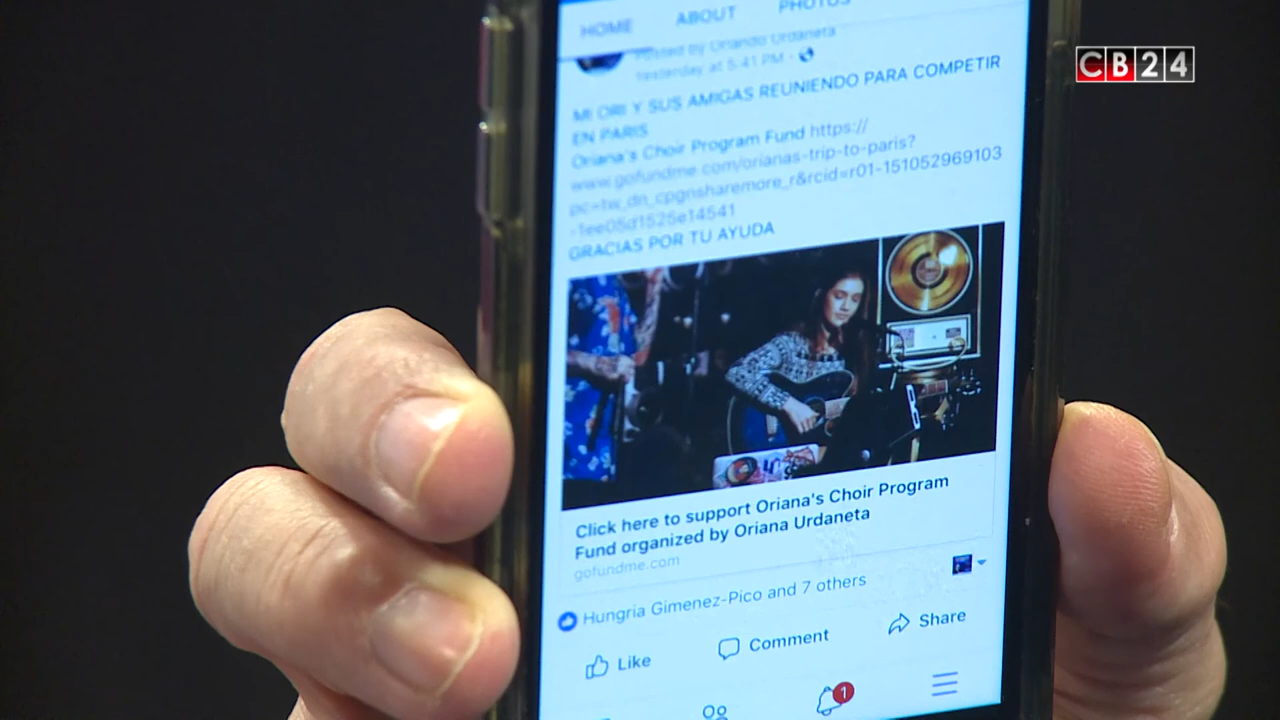 HOME ABOUT PHOTOS
CB24
Posted by Orlando Urdaneta
Yesterday at 5:41 PM
MI ORI Y SUS AMIGAS REUNIENDO PARA COMPETIR
EN PARIS
Oriana's Choir Program Fund https://
www.gofundme.com/orianas-trip-to-paris?
pc=tw_dn_cpgnsharemore_r&rcid=r01-151052969103
-1ee05d1525e14541
GRACIAS POR TU AYUDA
Click here to support Oriana's Choir Program
Fund organized by Oriana Urdaneta
gofundme.com
Hungria Gimenez-Pico and 7 others
Like Comment Share
1